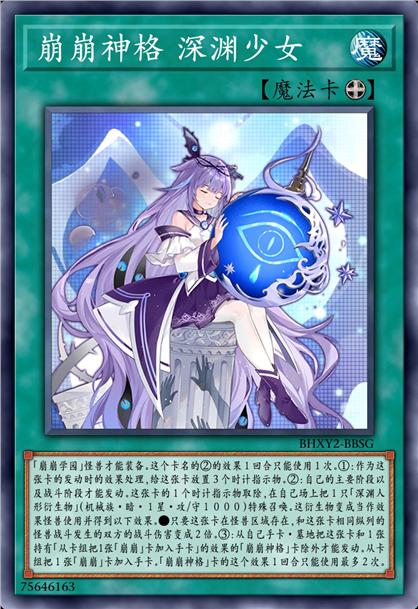 崩崩神格 深渊少女
魔
【魔法卡】
BHXY2-BBSG
「崩崩学园」怪兽才能装备。这个卡名的②的效果1回合只能使用1次。①:作为这
张卡的发动时的效果处理,给这张卡放置3个时计指示物。②:自己的主要阶段以
及战斗阶段才能发动。这张卡的1个时计指示物取除,在自己场上把1只「深渊人
形衍生物」(机械族·暗·1星·攻/守1000)特殊召唤。这衍生物变成当作效
果怪兽使用并得到以下效果。●只要这张卡在怪兽区域存在,和这张卡相同纵列的
怪兽战斗发生的双方的战斗伤害变成2倍。③:从自己手卡·墓地把这张卡和1张
持有「从卡组把1张「崩崩」卡加入手卡」的效果的「崩崩神格」卡除外才能发动。从卡
组把1张「崩崩」卡加入手卡。「崩崩神格」卡的这个效果1回合只能使用最多2次。
75646163